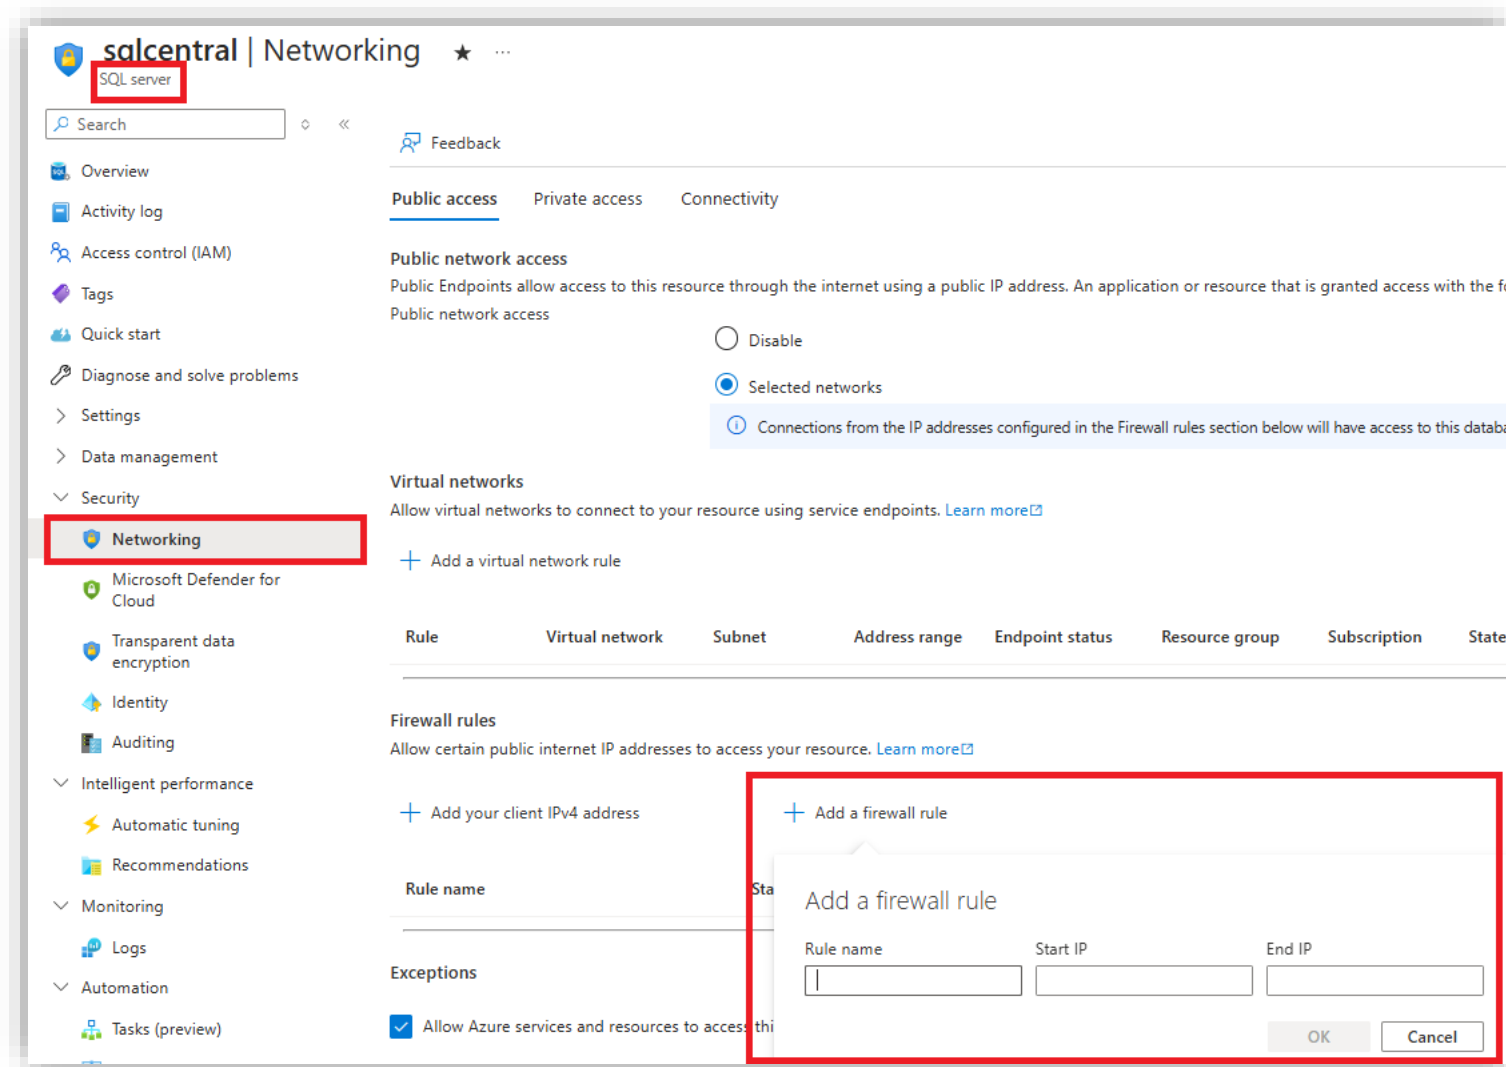 sqlcentral | Networking
SQL server
Search
Overview
Activity log
Access control (IAM)
Tags
Quick start
Diagnose and solve problems
Settings
Data management
Security
Networking
Microsoft Defender for
Cloud
Transparent data
encryption
Identity
Auditing
Intelligent performance
Automatic tuning
Recommendations
Monitoring
Logs
Automation
Tasks (preview)
Feedback
Public access Private access Connectivity
Public network access
Public Endpoints allow access to this resource through the internet using a public IP address. An application or resource that is granted access with the
Public network access
Disable
Selected networks
Connections from the IP addresses configured in the Firewall rules section below will have access to this
Virtual networks
Allow virtual networks to connect to your resource using service endpoints. Learn more
Add a virtual network rule
Rule Virtual network Subnet Address range Endpoint status Resource group Subscription State
Firewall rules
Allow certain public internet IP addresses to access your resource. Learn more
Add your client IPv4 address
Add a firewall rule
Rule name
Add a firewall rule
Rule name Start IP End IP
OK Cancel
Exceptions
Allow Azure services and resources to access